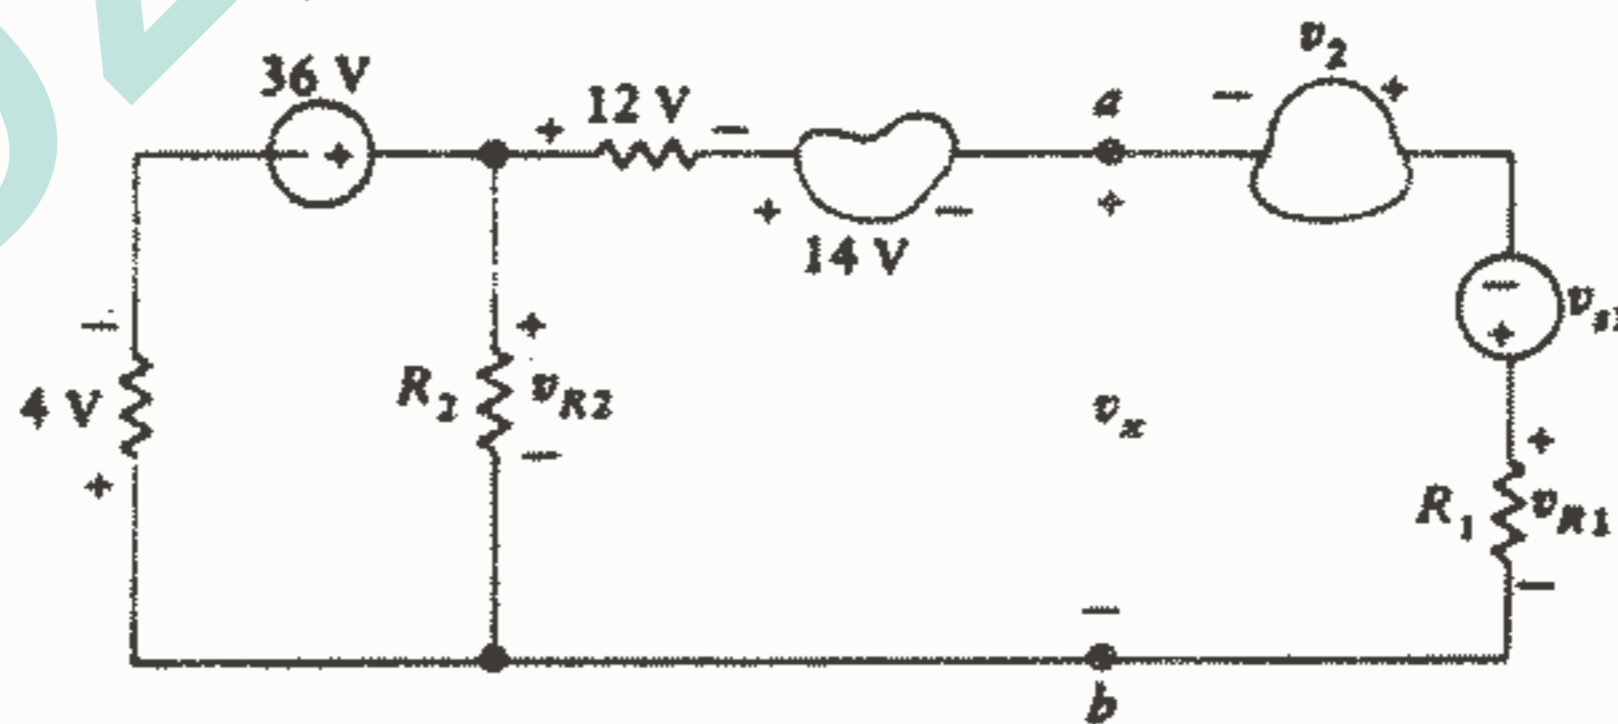 36 V
12 V
a
v2
+
+
−
−
+
+
−
+
+
−
14 V
−
+
−
−
+
4 V
R2
vR2
vx
+
−
+
R1
vR1
−
−
b